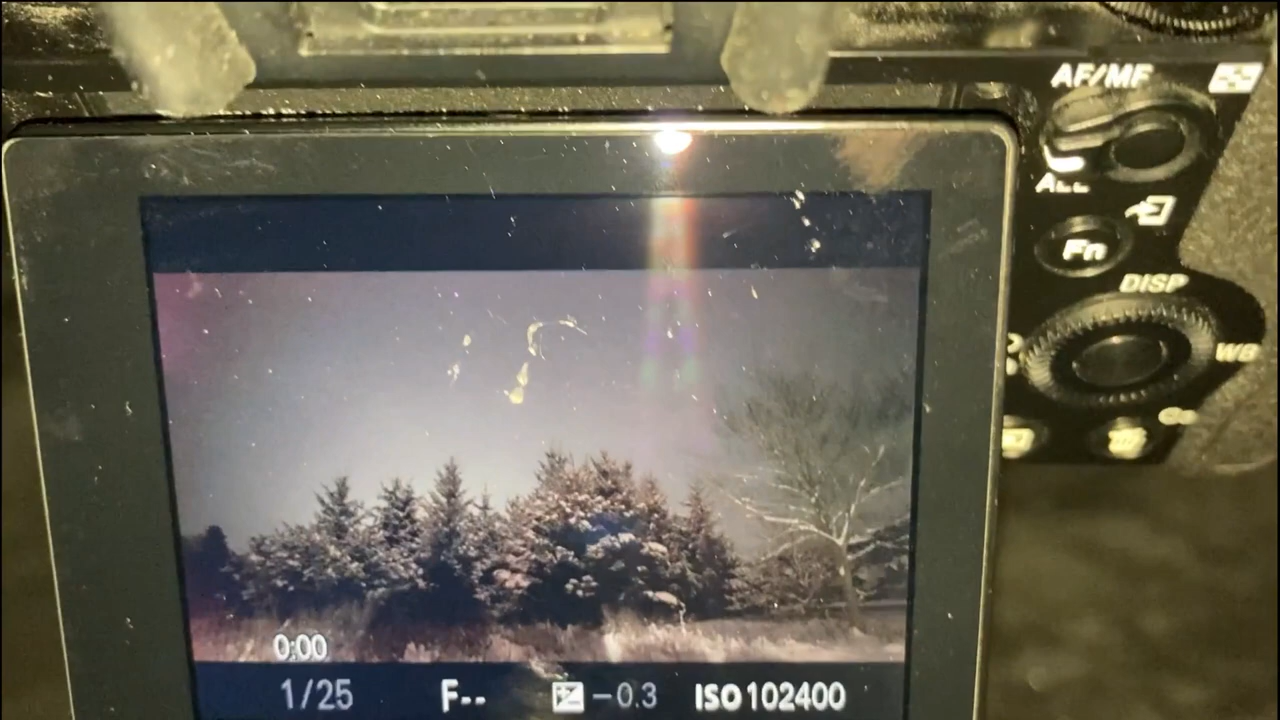 AF/MF
AEL
Fn
DISP
WB
0:00
1/25 F-- −0.3 ISO 102400